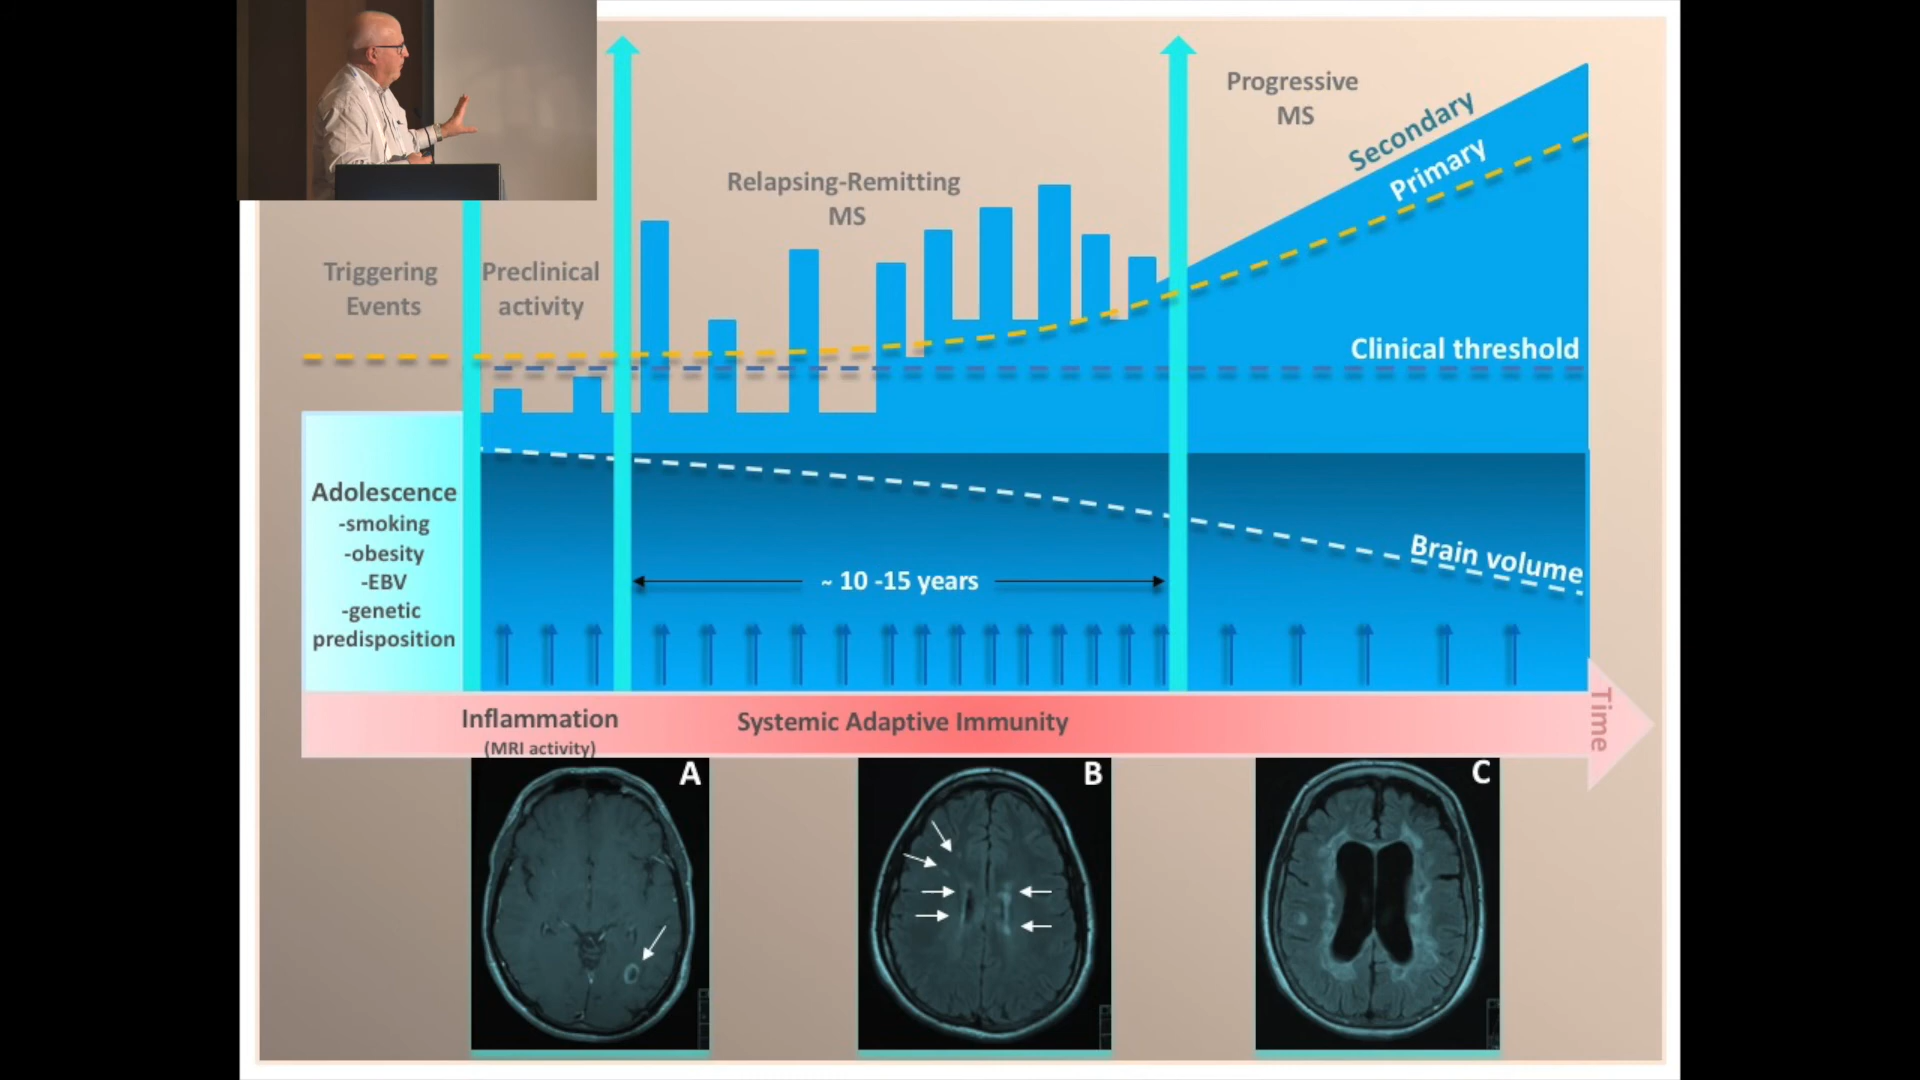 Progressive
MS
Secondary
Primary
Relapsing-Remitting
MS
Triggering
Events
Preclinical
activity
Clinical threshold
Adolescence
-smoking
-obesity
-EBV
-genetic
predisposition
Brain volume
~ 10 -15 years
Inflammation
(MRI activity)
Systemic Adaptive Immunity
Time
A
B
C